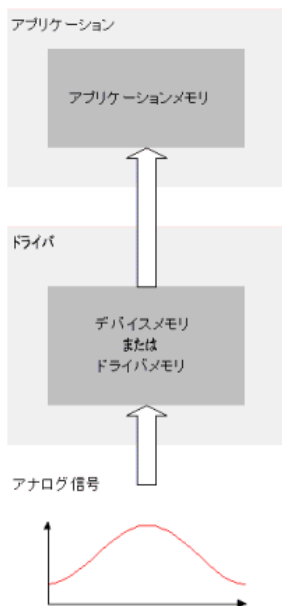 アプリケーション
アプリケーションメモリ
ドライバ
デバイスメモリ
または
ドライバメモリ
アナログ信号